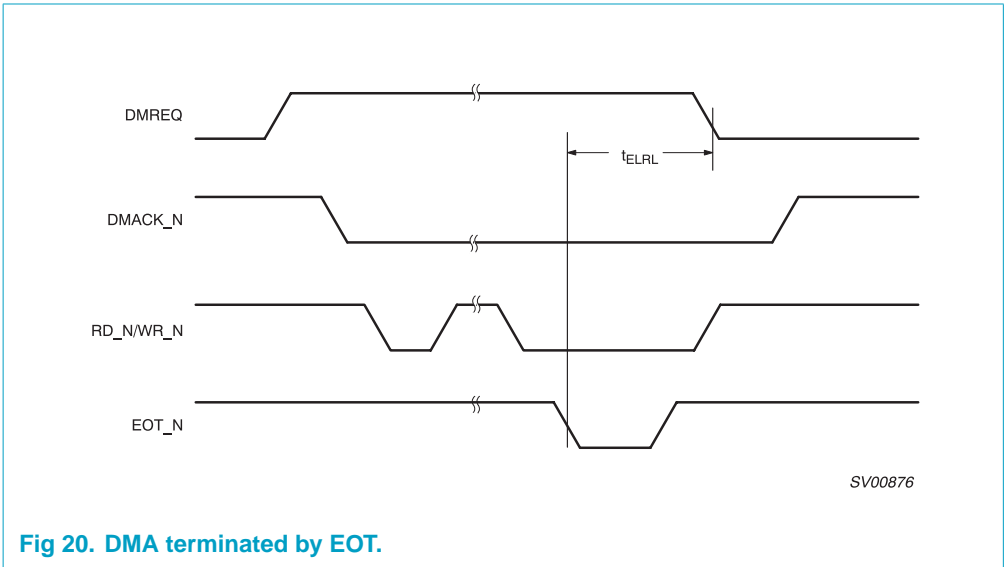 DMREQ
tELRL
DMACK_N
RD_N/WR_N
EOT_N
SV00876
Fig 20. DMA terminated by EOT.